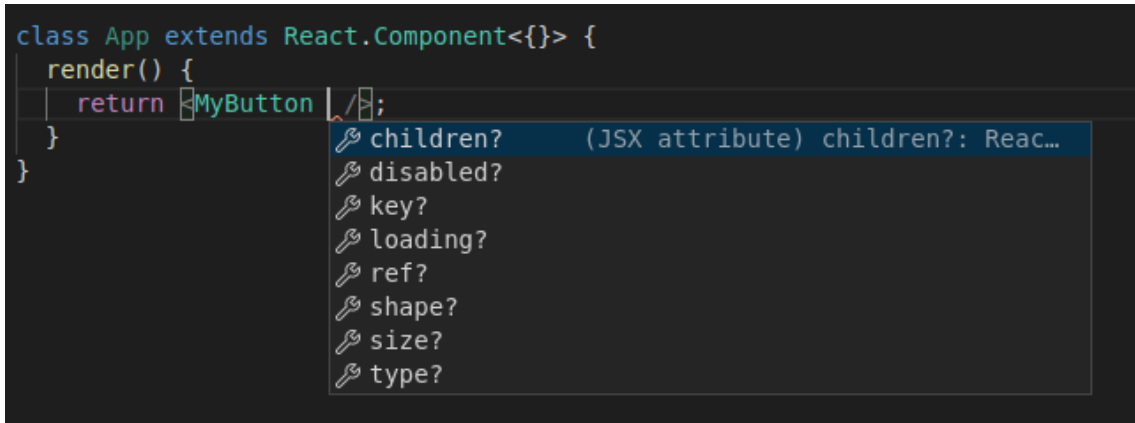 class App extends React.Component<{}> {
render() {
return <MyButton />;
}
}
children? (JSX attribute) children?: Reac…
disabled?
key?
loading?
ref?
shape?
size?
type?